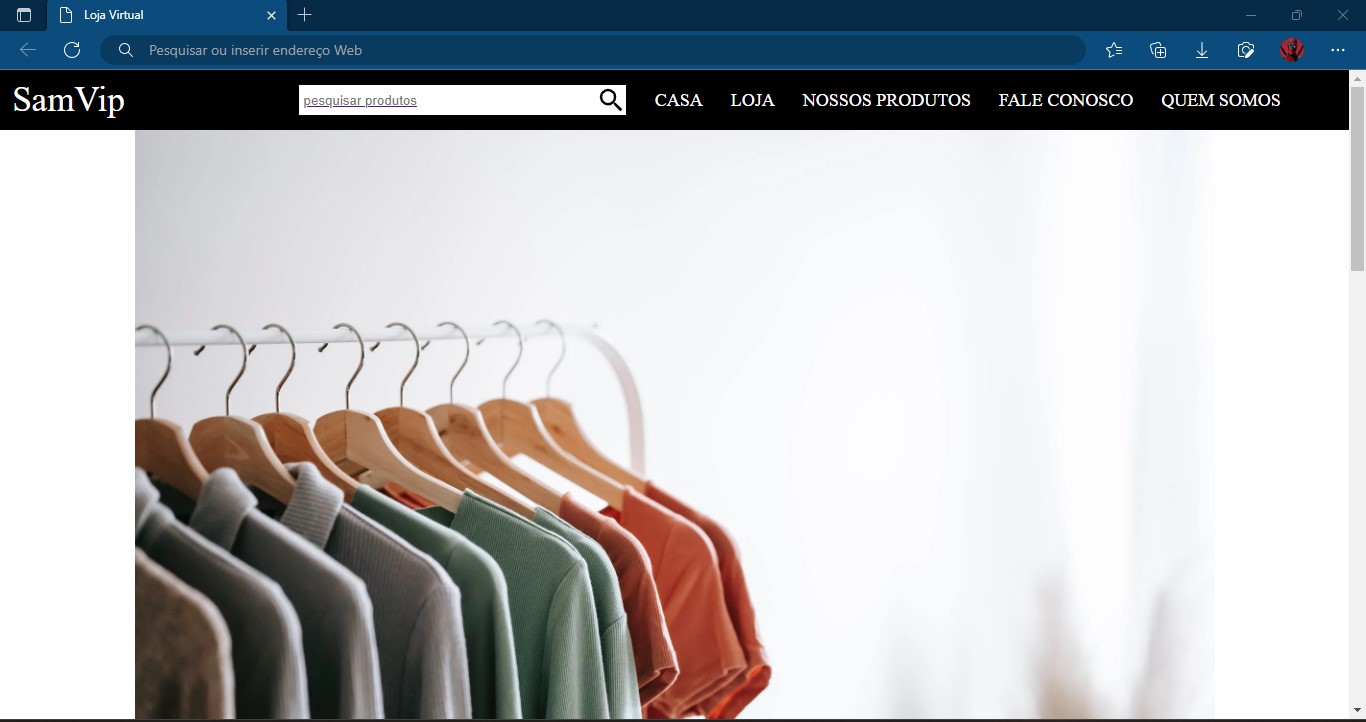 Loja Virtual
Pesquisar ou inserir endereço Web
SamVip
pesquisar produtos
CASA LOJA NOSSOS PRODUTOS FALE CONOSCO QUEM SOMOS